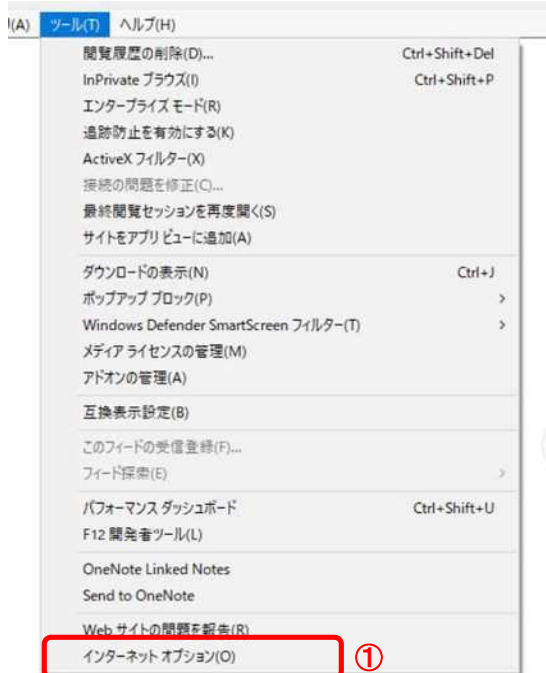 (A) ツール(T) ヘルプ(H)
閲覧履歴の削除(D)... Ctrl+Shift+Del
InPrivate ブラウズ(I) Ctrl+Shift+P
エンタープライズ モード(R)
追跡防止を有効にする(K)
ActiveX フィルター(X)
接続の問題を修正(C)...
最終閲覧セッションを再度開く(S)
サイトをアプリ ビューに追加(A)
ダウンロードの表示(N) Ctrl+J
ポップアップ ブロック(P) >
Windows Defender SmartScreen フィルター(T) >
メディア ライセンスの管理(M)
アドオンの管理(A)
互換表示設定(B)
このフィードの受信登録(F)...
フィード探索(E) >
パフォーマンス ダッシュボード Ctrl+Shift+U
F12 開発者ツール(L)
OneNote Linked Notes
Send to OneNote
Web サイトの問題を報告(R)
インターネット オプション(O) ①